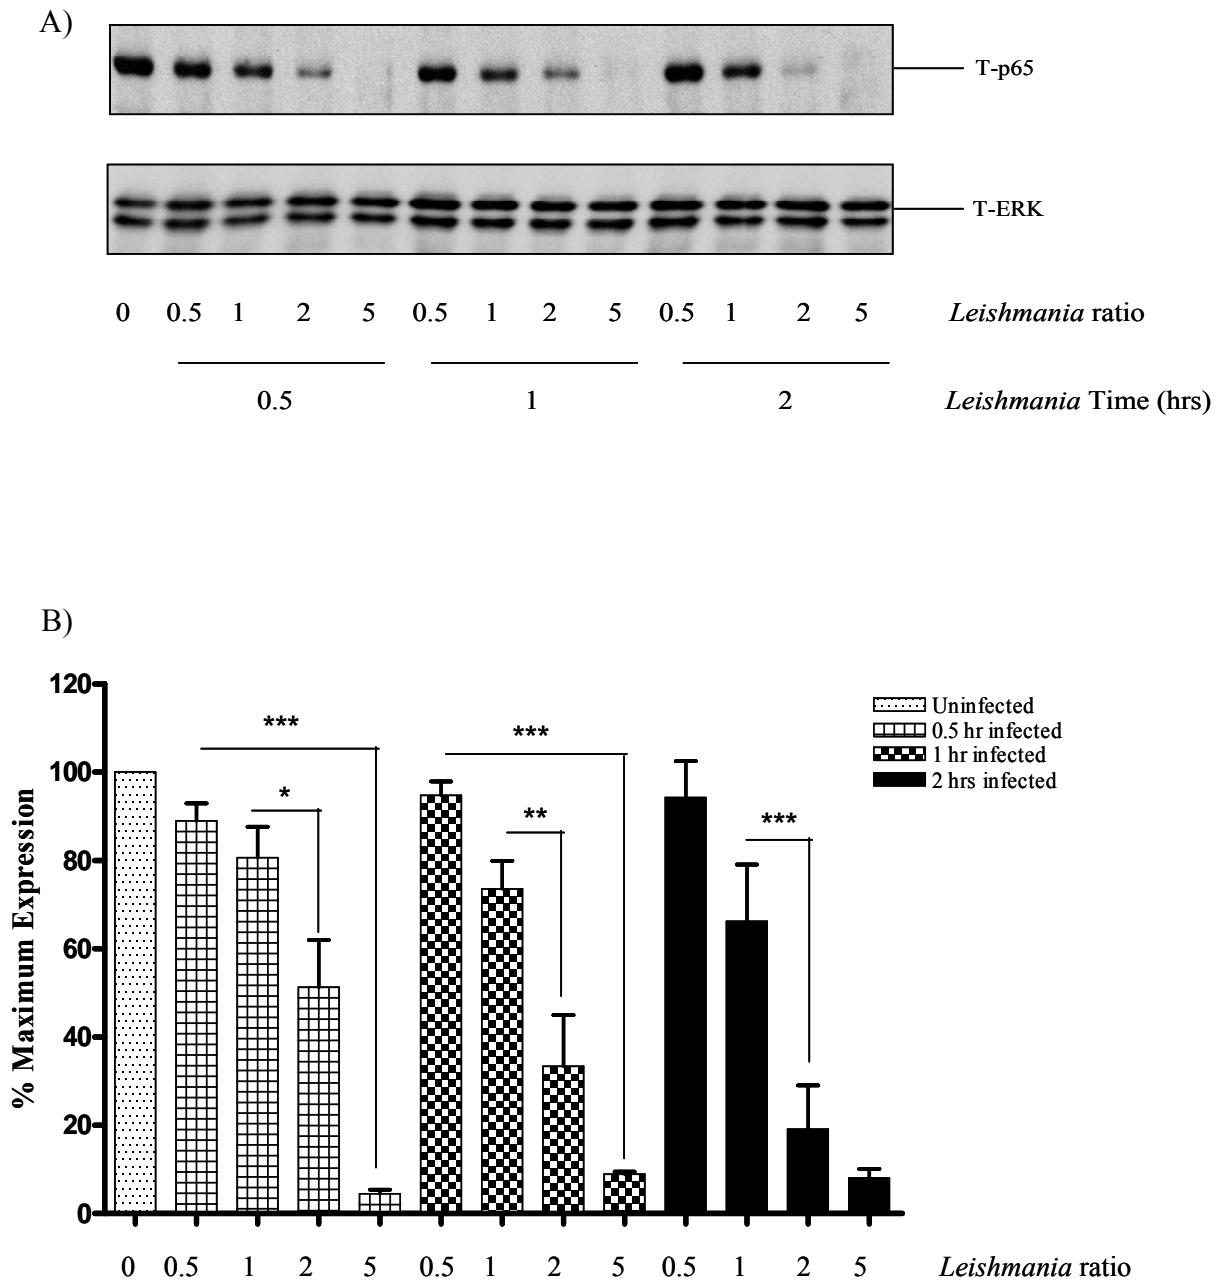 A)
T-p65
T-ERK
0 0.5 1 2 5 0.5 1 2 5 0.5 1 2 5 Leishmania ratio
0.5 1 2 Leishmania Time (hrs)
B)
% Maximum Expression
120
100
80
60
40
20
0
***
*
***
**
***
Uninfected
0.5 hr infected
1 hr infected
2 hrs infected
0 0.5 1 2 5 0.5 1 2 5 0.5 1 2 5 Leishmania ratio